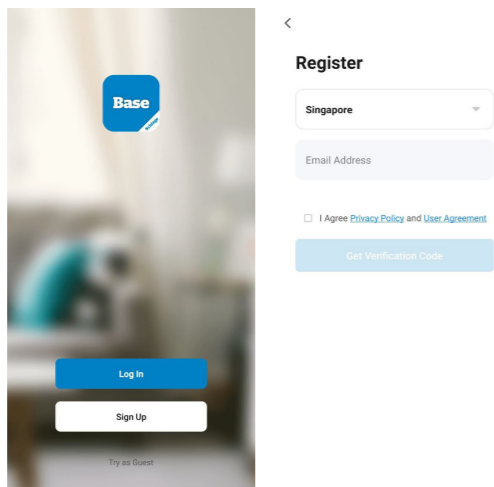 Base
Log In
Sign Up
Try as Guest
Register
Singapore
Email Address
I Agree Privacy Policy and User Agreement
Get Verification Code